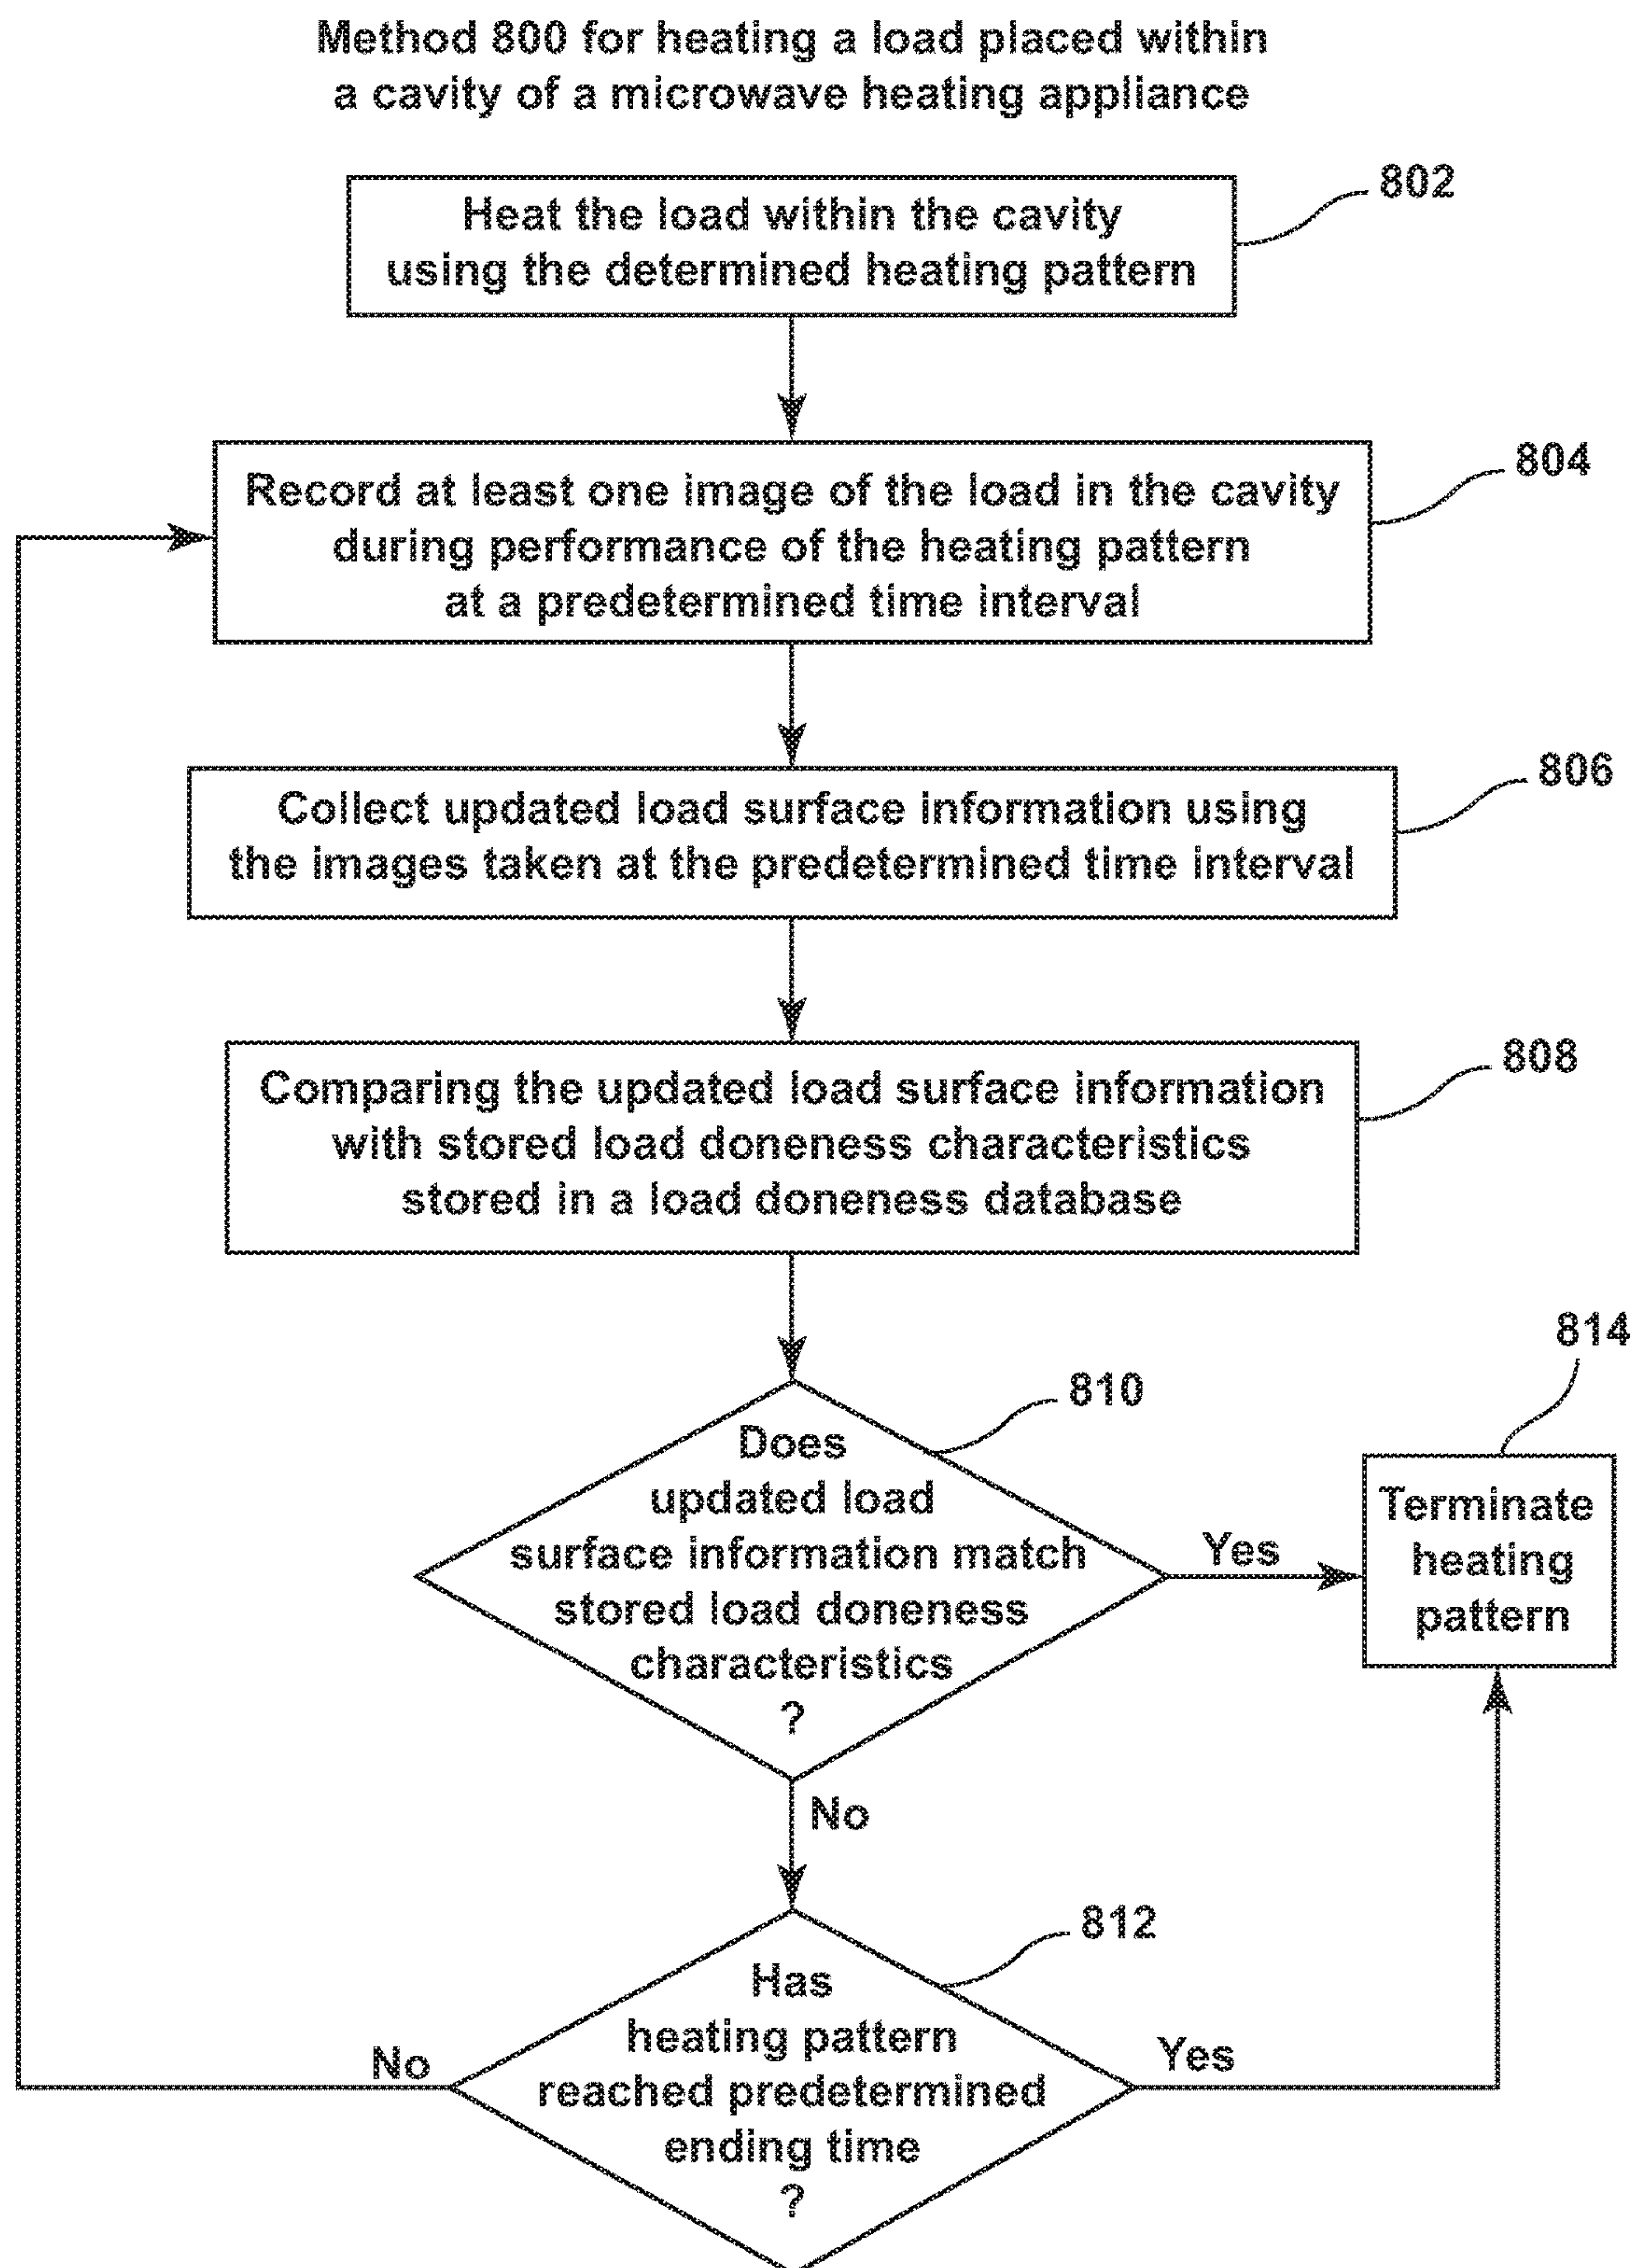 Method 800 for heating a load placed within
a cavity of a microwave heating appliance
802
Heat the load within the cavity
using the determined heating pattern
804
Record at least one image of the load in the cavity
during performance of the heating pattern
at a predetermined time interval
806
Collect updated load surface information using
the images taken at the predetermined time interval
808
Comparing the updated load surface information
with stored load doneness characteristics
stored in a load doneness database
810
Does
updated load
surface information match
stored load doneness
characteristics
?
Yes
814
Terminate
heating
pattern
No
812
Has
heating pattern
reached predetermined
ending time
?
No
Yes